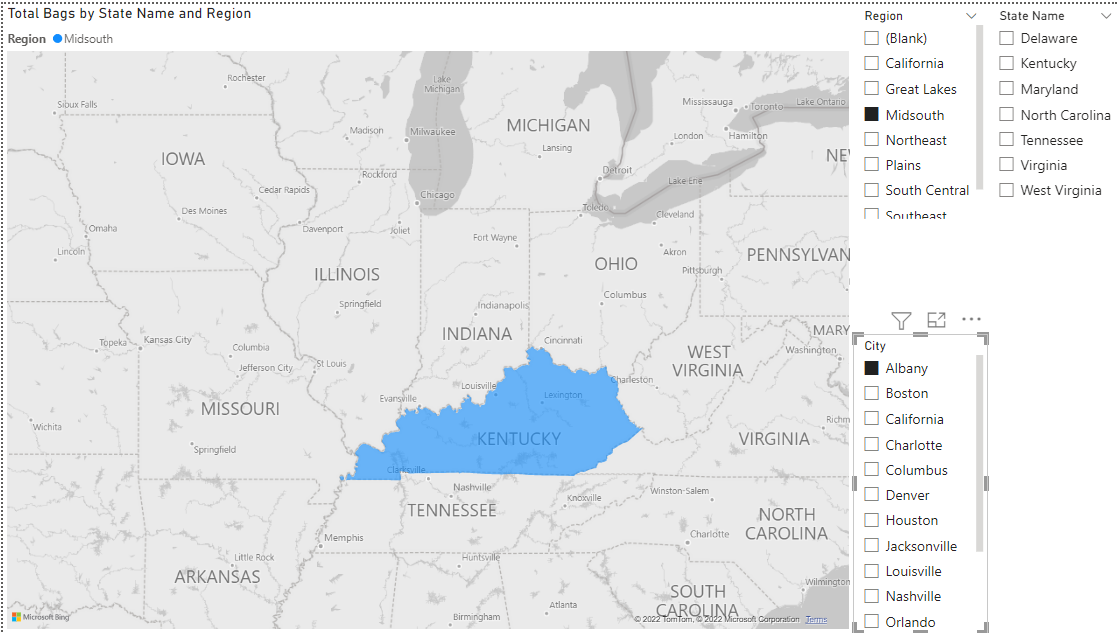 Total Bags by State Name and Region
Region Midsouth
Region
(Blank)
California
Great Lakes
Midsouth
Northeast
Plains
South Central
Southeast
State Name
Delaware
Kentucky
Maryland
North Carolina
Tennessee
Virginia
West Virginia
City
Albany
Boston
California
Charlotte
Columbus
Denver
Houston
Jacksonville
Louisville
Nashville
Orlando
Rochester
Sioux Falls
Lake
Michigan
Mississauga
Toronto
Lake Ontario
Madison
Milwaukee
MICHIGAN
London
Hamilton
Lansing
IOWA
NEW
Rockford
Detroit
Lake Erie
Cedar Rapids
Chicago
Des Moines
Toledo
Cleveland
Omaha
Davenport
Joliet
Fort Wayne
Lincoln
Akron
PENNSYLVAN
OHIO
Pittsburgh
ILLINOIS
Columbus
Springfield
Indianapolis
INDIANA
MARY
Topeka
Kansas City
Columbia
Cincinnati
Washington
WEST
VIRGINIA
Jefferson City
St Louis
Louisville
Charleston
Evansville
Lexington
MISSOURI
Wichita
Richm
KENTUCKY
VIRGINIA
Springfield
Clarksville
Nashville
Knoxville
Winston-Salem
TENNESSEE
NORTH
CAROLINA
Memphis
Charlotte
Little Rock
Huntsville
ARKANSAS
Wilmington
SOUTH
CAROLINA
Atlanta
Birmingham
Microsoft Bing
© 2022 TomTom, © 2022 Microsoft Corporation Terms